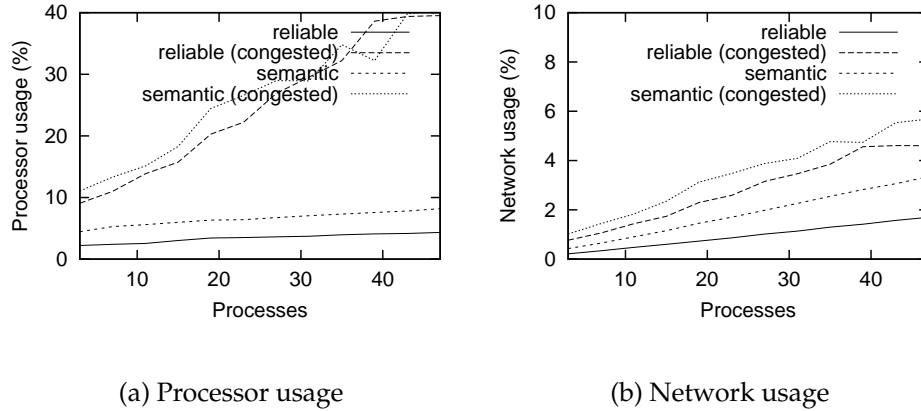 40
30
20
10
0
10 20 30 40
Processor usage (%)
Processes
reliable
reliable (congested)
semantic
semantic (congested)
(a) Processor usage
10
8
6
4
2
0
10 20 30 40
Network usage (%)
Processes
reliable
reliable (congested)
semantic
semantic (congested)
(b) Network usage